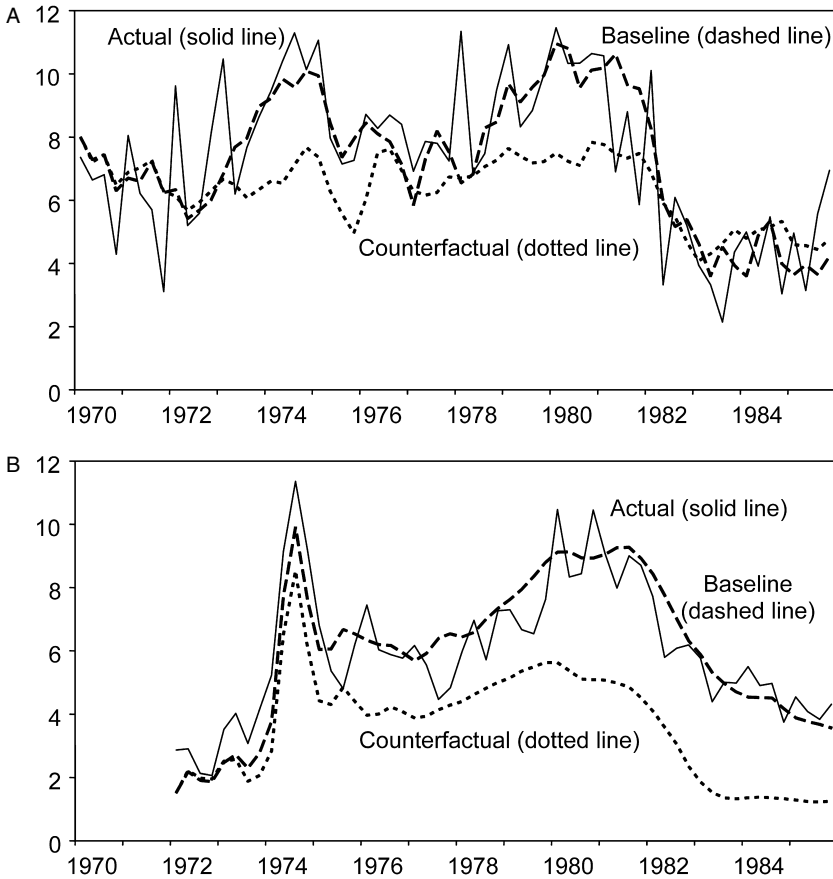 A
12
10
8
6
4
2
0
Actual (solid line)
Baseline (dashed line)
Counterfactual (dotted line)
1970 1972 1974 1976 1978 1980 1982 1984
B
12
10
8
6
4
2
0
Actual (solid line)
Baseline
(dashed line)
Counterfactual (dotted line)
1970 1972 1974 1976 1978 1980 1982 1984